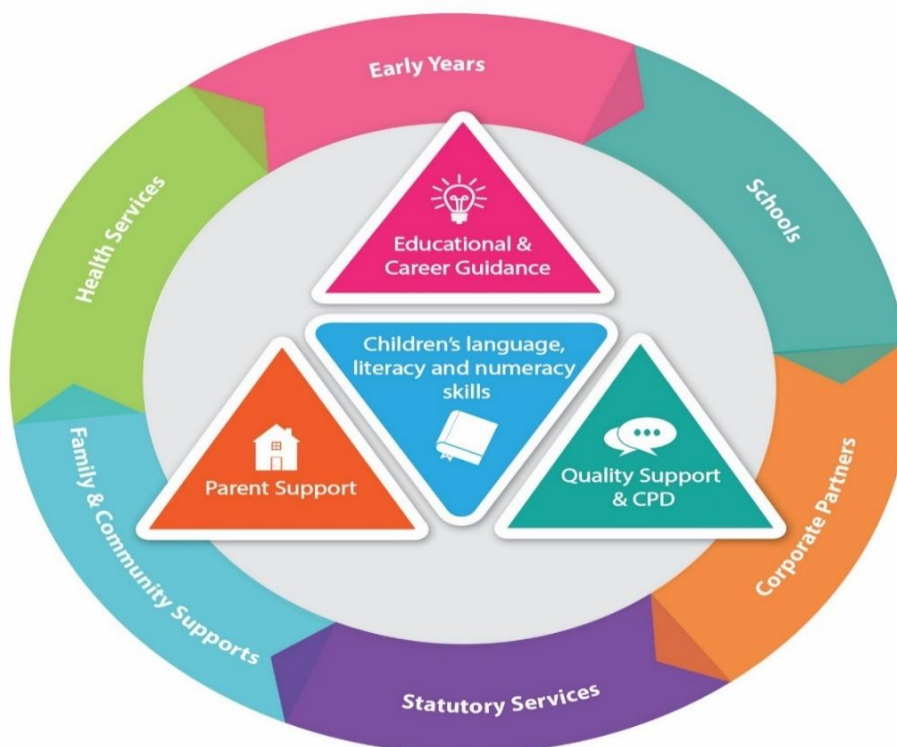 Early Years
Schools
Corporate Partners
Statutory Services
Family & Community Supports
Health Services
Educational &
Career Guidance
Children's language,
literacy and numeracy
skills
Parent Support
Quality Support
& CPD